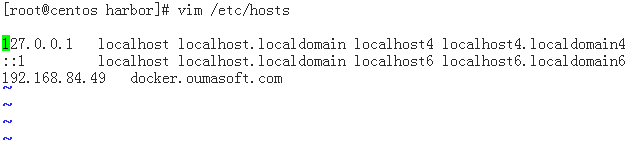 [root@centos harbor]# vim /etc/hosts
127.0.0.1   localhost localhost.localdomain localhost4 localhost4.localdomain4
::1         localhost localhost.localdomain localhost6 localhost6.localdomain6
192.168.84.49   docker.oumasoft.com
~
~
~
~